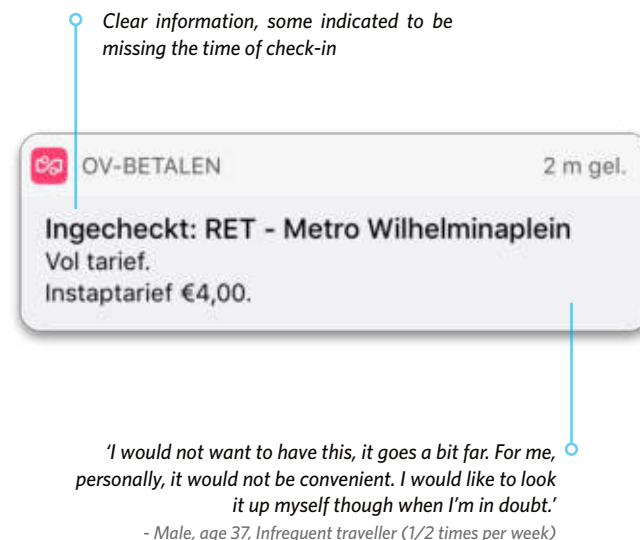 Clear information, some indicated to be
missing the time of check-in
OV-BETALEN 2 m gel.
Ingecheckt: RET - Metro Wilhelminaplein
Vol tarief.
Instaptarief €4,00.
‘I would not want to have this, it goes a bit far. For me,
personally, it would not be convenient. I would like to look
it up myself though when I’m in doubt.’
- Male, age 37, Infrequent traveller (1/2 times per week)